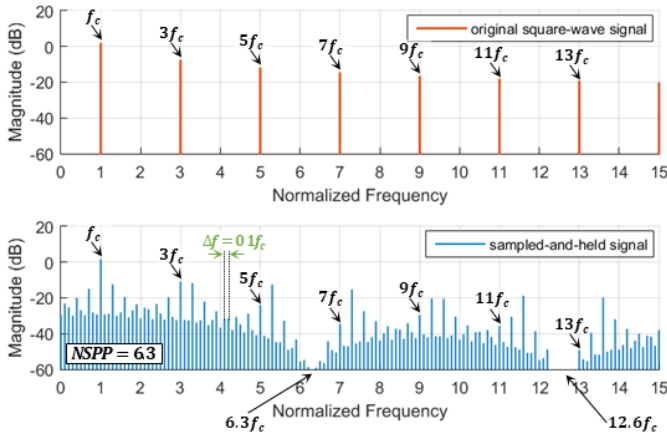 20
0
-20
-40
-60
Magnitude (dB)
f_c
3f_c
5f_c
7f_c
9f_c
11f_c
13f_c
original square-wave signal
0 1 2 3 4 5 6 7 8 9 10 11 12 13 14 15
Normalized Frequency
20
0
-20
-40
-60
Magnitude (dB)
f_c
3f_c
Δf = 0 1f_c
5f_c
7f_c
9f_c
11f_c
13f_c
sampled-and-held signal
NSPP = 6.3
0 1 2 3 4 5 6 7 8 9 10 11 12 13 14 15
6.3f_c
Normalized Frequency
12.6f_c